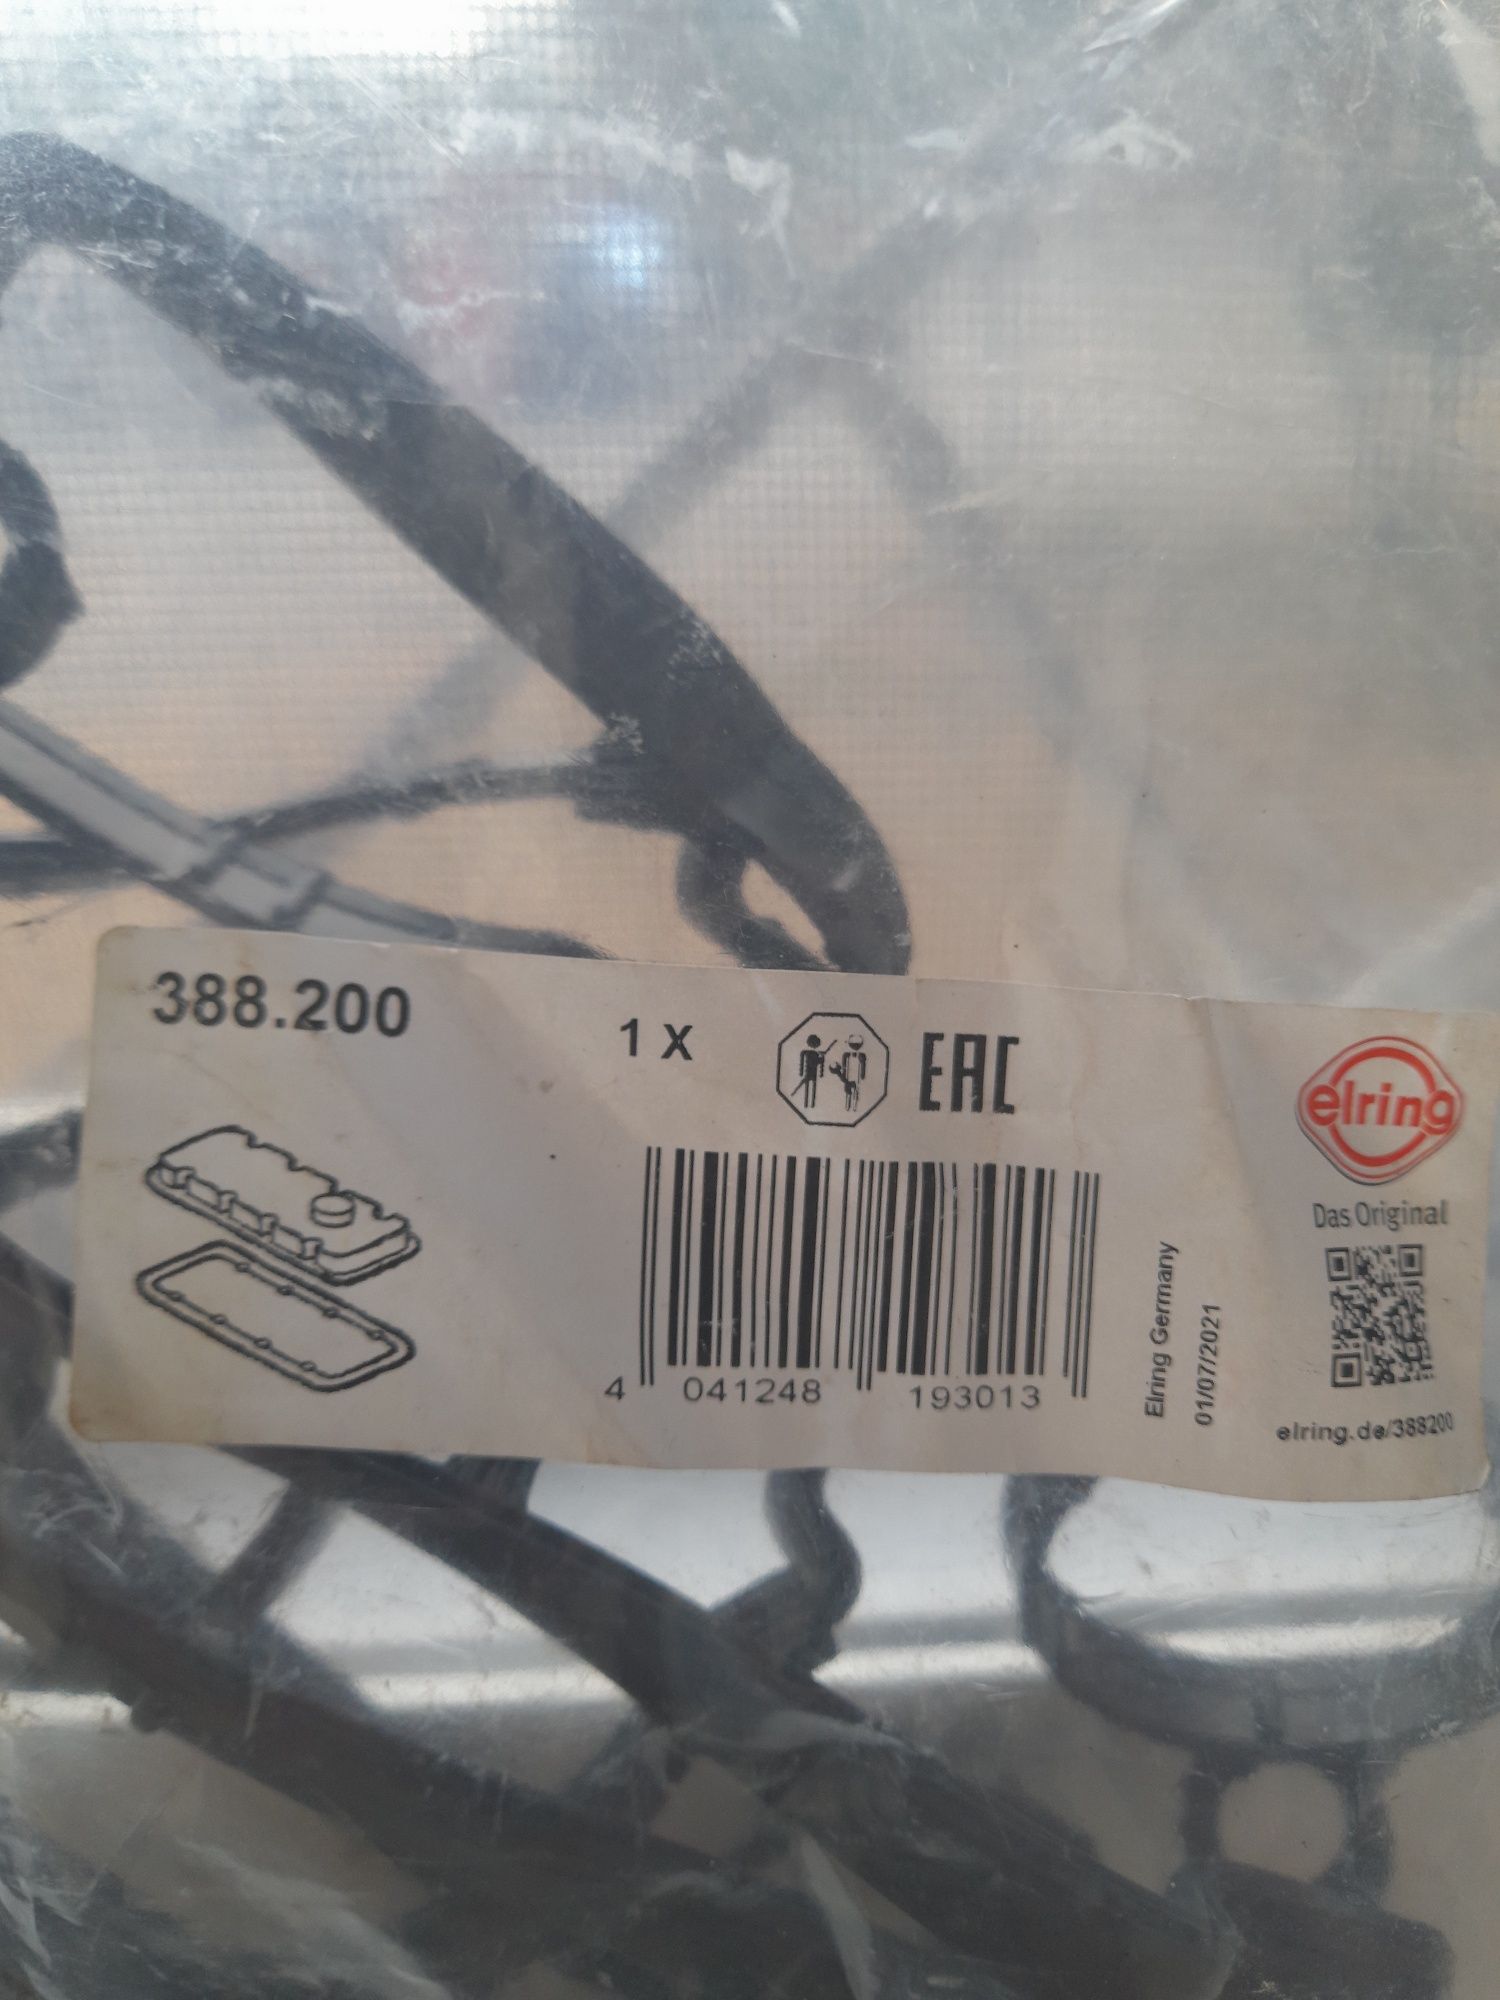 388.200
1 X
EAC
elring
Das Original
4 041248 193013
Elring Germany
01/07/2021
elring.de/388200